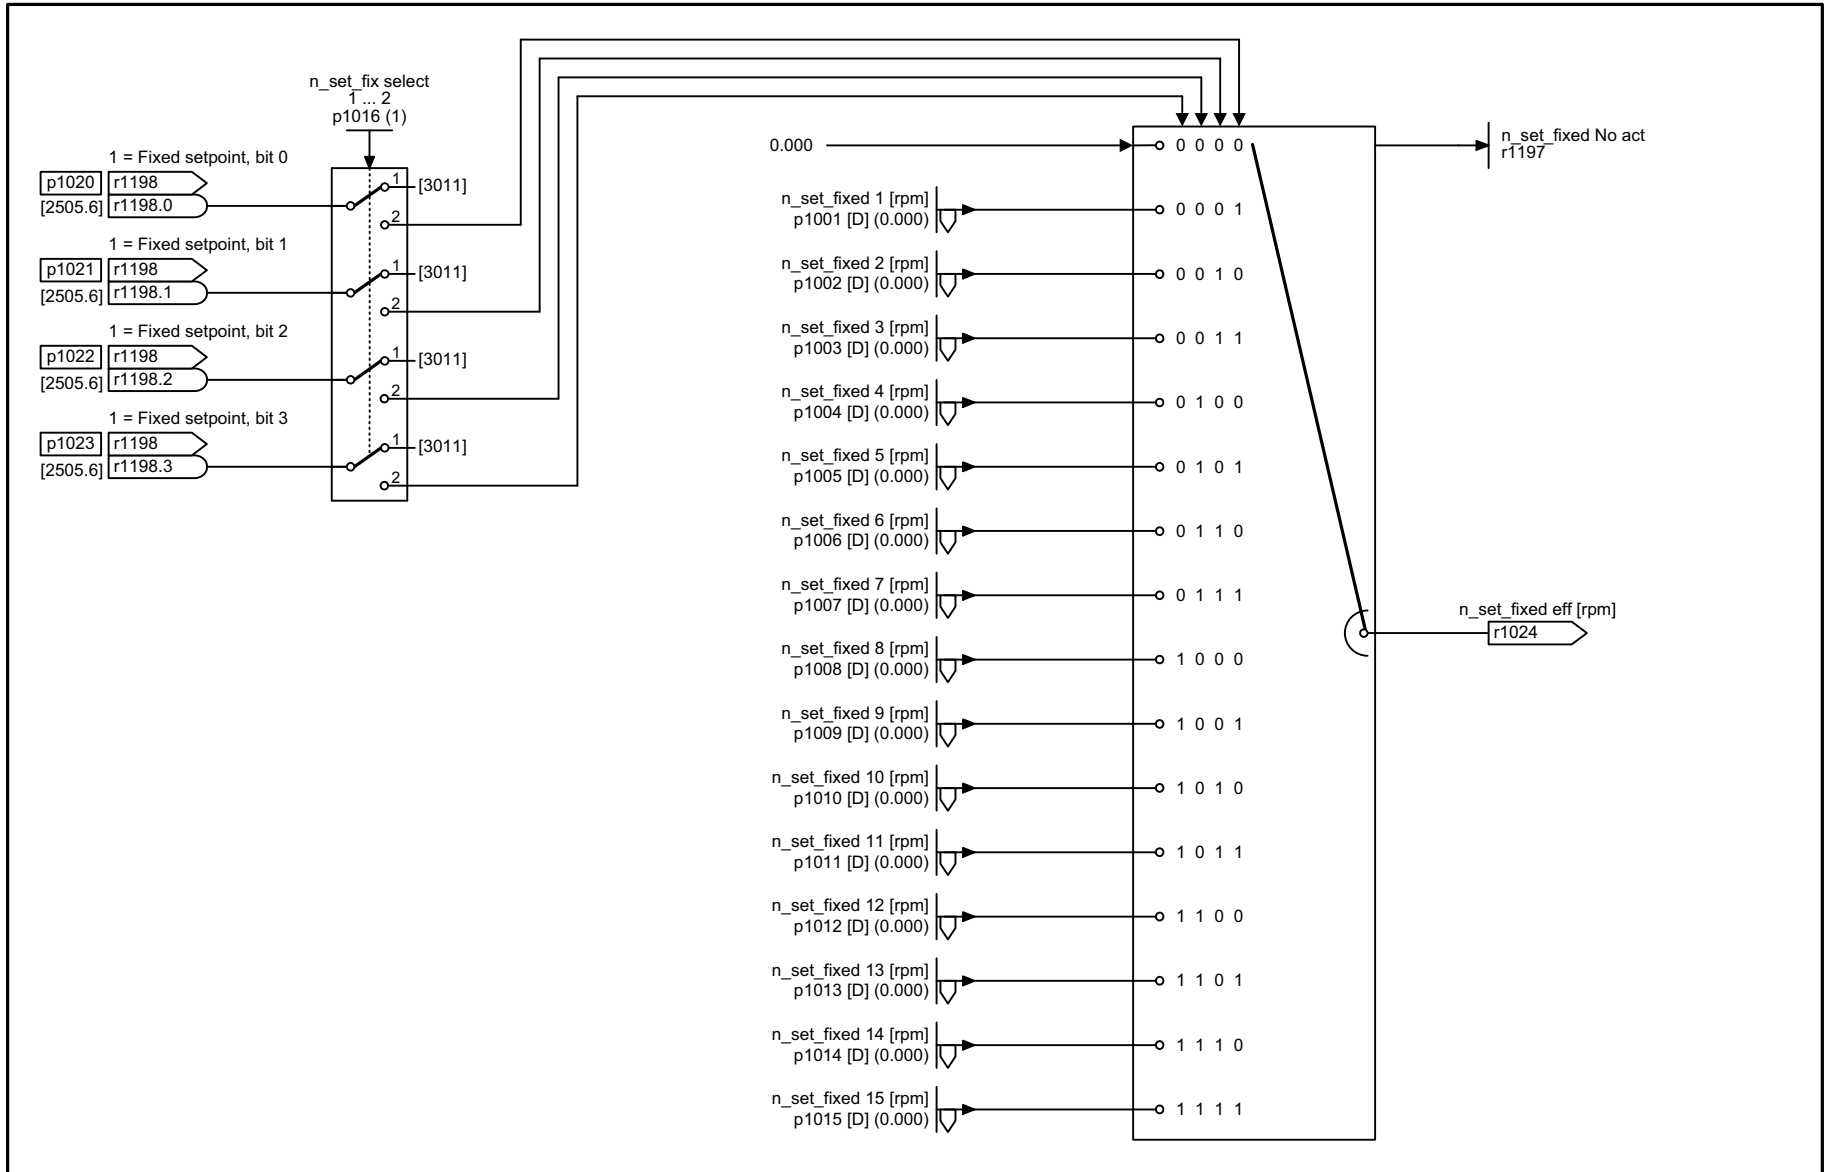 n_set_fix select
1 ... 2
p1016 (1)
1 = Fixed setpoint, bit 0
p1020 r1198
[2505.6] r1198.0
1 [3011]
2
1 = Fixed setpoint, bit 1
p1021 r1198
[2505.6] r1198.1
1 [3011]
2
1 = Fixed setpoint, bit 2
p1022 r1198
[2505.6] r1198.2
1 [3011]
2
1 = Fixed setpoint, bit 3
p1023 r1198
[2505.6] r1198.3
1 [3011]
2
0.000 0 0 0 0
n_set_fixed No act
r1197
n_set_fixed 1 [rpm]
p1001 [D] (0.000)
0 0 0 1
n_set_fixed 2 [rpm]
p1002 [D] (0.000)
0 0 1 0
n_set_fixed 3 [rpm]
p1003 [D] (0.000)
0 0 1 1
n_set_fixed 4 [rpm]
p1004 [D] (0.000)
0 1 0 0
n_set_fixed 5 [rpm]
p1005 [D] (0.000)
0 1 0 1
n_set_fixed 6 [rpm]
p1006 [D] (0.000)
0 1 1 0
n_set_fixed 7 [rpm]
p1007 [D] (0.000)
0 1 1 1
n_set_fixed eff [rpm]
r1024
n_set_fixed 8 [rpm]
p1008 [D] (0.000)
1 0 0 0
n_set_fixed 9 [rpm]
p1009 [D] (0.000)
1 0 0 1
n_set_fixed 10 [rpm]
p1010 [D] (0.000)
1 0 1 0
n_set_fixed 11 [rpm]
p1011 [D] (0.000)
1 0 1 1
n_set_fixed 12 [rpm]
p1012 [D] (0.000)
1 1 0 0
n_set_fixed 13 [rpm]
p1013 [D] (0.000)
1 1 0 1
n_set_fixed 14 [rpm]
p1014 [D] (0.000)
1 1 1 0
n_set_fixed 15 [rpm]
p1015 [D] (0.000)
1 1 1 1